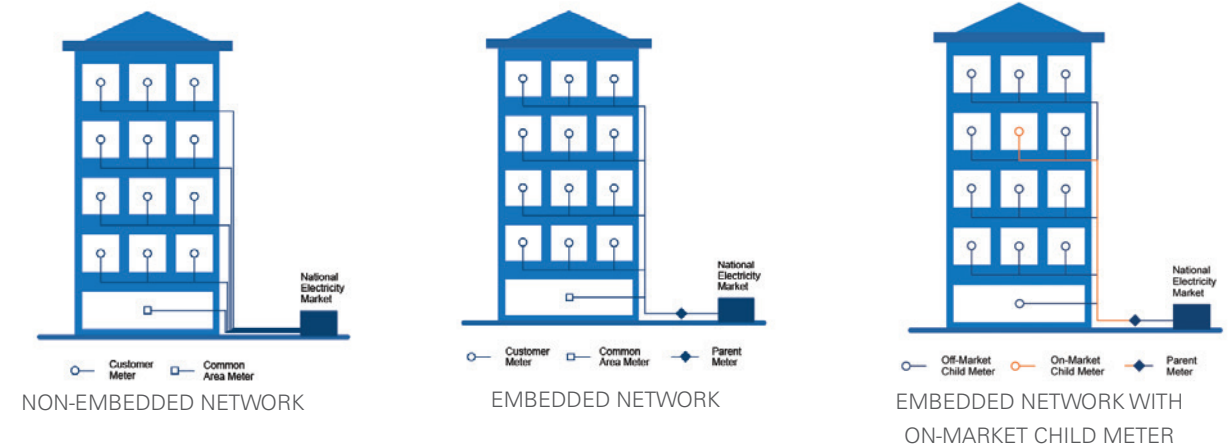 National
Electricity
Market
Customer
Meter
Common
Area Meter
NON-EMBEDDED NETWORK
National
Electricity
Market
Customer
Meter
Common
Area Meter
Parent
Meter
EMBEDDED NETWORK
National
Electricity
Market
Off-Market
Child Meter
On-Market
Child Meter
Parent
Meter
EMBEDDED NETWORK WITH
ON-MARKET CHILD METER